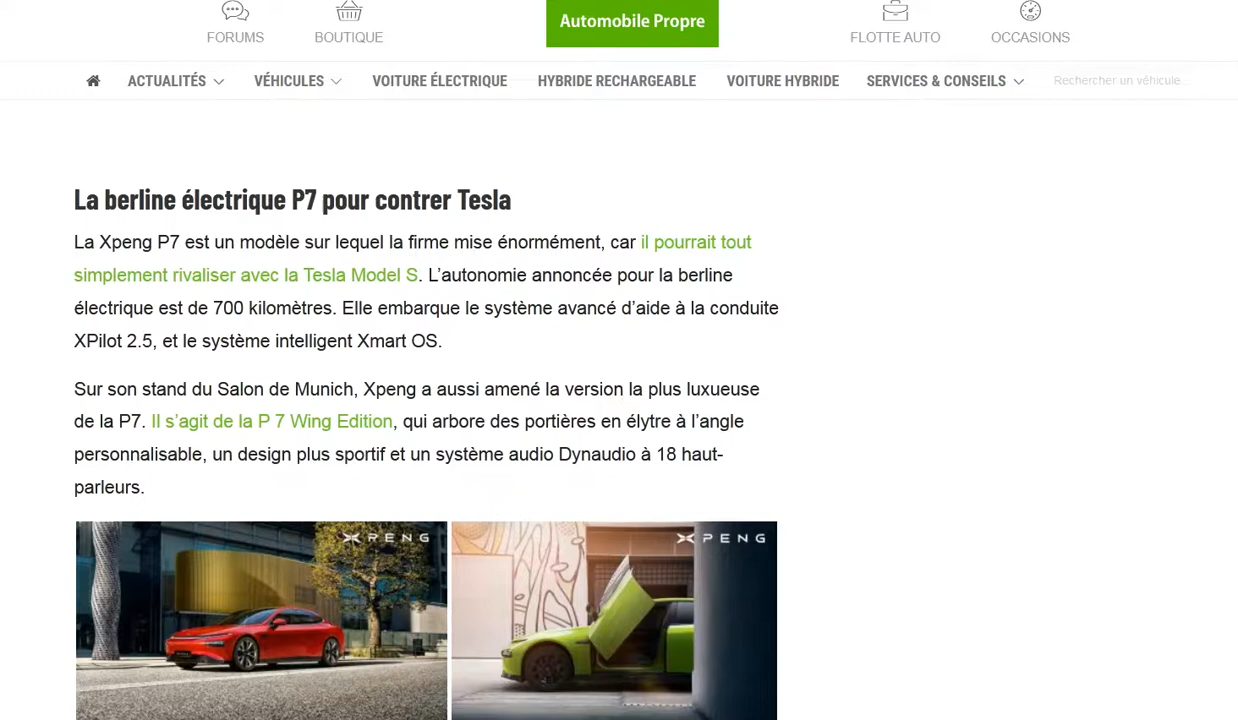 FORUMS
BOUTIQUE
Automobile Propre
FLOTTE AUTO
OCCASIONS
ACTUALITÉS
VÉHICULES
VOITURE ÉLECTRIQUE
HYBRIDE RECHARGEABLE
VOITURE HYBRIDE
SERVICES & CONSEILS
Rechercher un véhicule...
La berline électrique P7 pour contrer Tesla
La Xpeng P7 est un modèle sur lequel la firme mise énormément, car il pourrait tout
simplement rivaliser avec la Tesla Model S. L’autonomie annoncée pour la berline
électrique est de 700 kilomètres. Elle embarque le système avancé d’aide à la conduite
XPilot 2.5, et le système intelligent Xmart OS.
Sur son stand du Salon de Munich, Xpeng a aussi amené la version la plus luxueuse
de la P7. Il s’agit de la P 7 Wing Edition, qui arbore des portières en élytre à l’angle
personnalisable, un design plus sportif et un système audio Dynaudio à 18 haut-
parleurs.
XPENG
XPENG